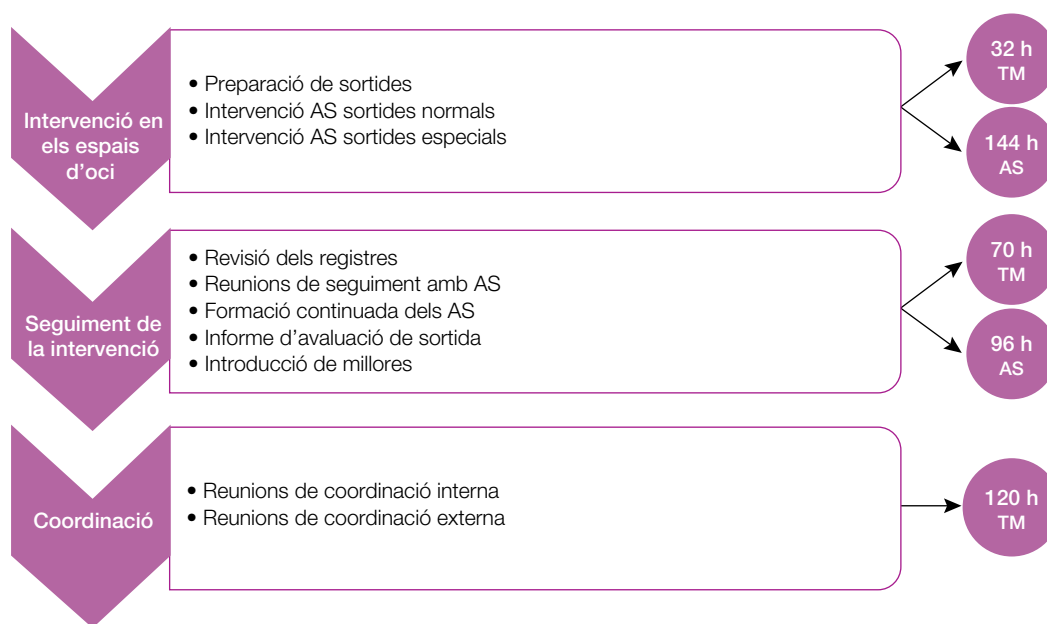 Intervenció en
els espais
d’oci
• Preparació de sortides
• Intervenció AS sortides normals
• Intervenció AS sortides especials
32 h
TM
144 h
AS
Seguiment de
la intervenció
• Revisió dels registres
• Reunions de seguiment amb AS
• Formació continuada dels AS
• Informe d’avaluació de sortida
• Introducció de millores
70 h
TM
96 h
AS
Coordinació
• Reunions de coordinació interna
• Reunions de coordinació externa
120 h
TM